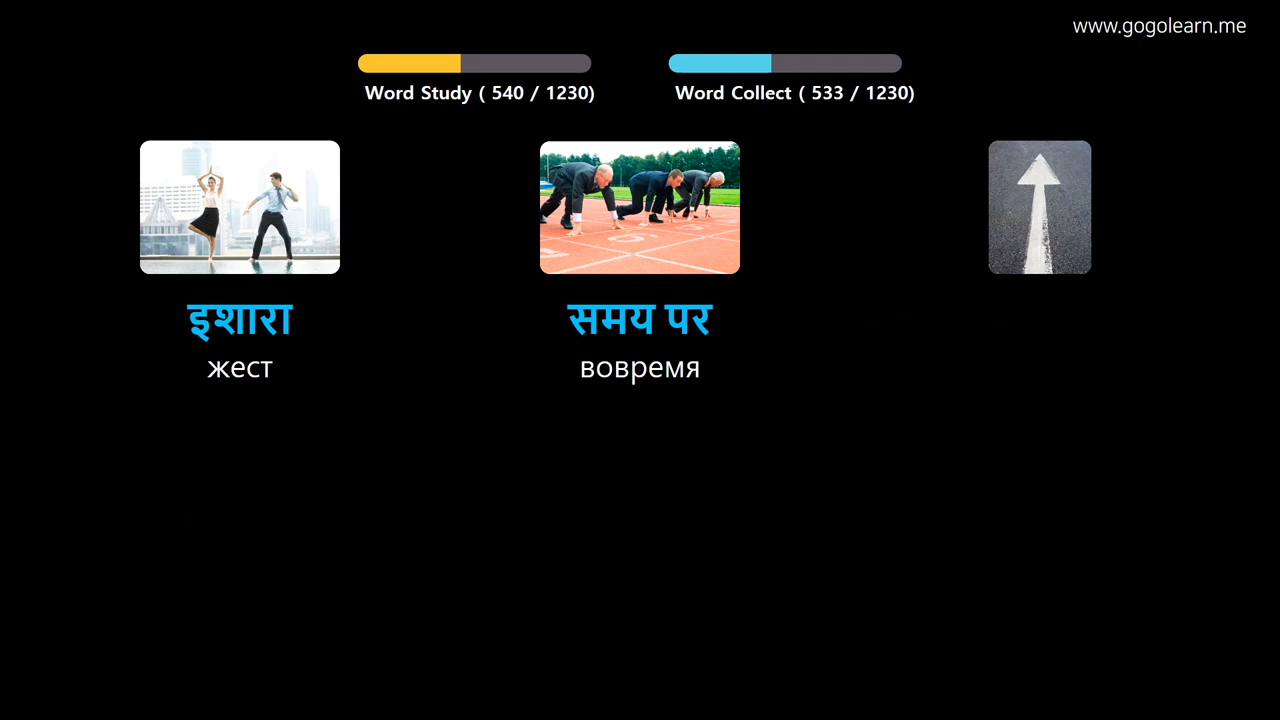 www.gogolearn.me
Word Study ( 540 / 1230)
Word Collect ( 533 / 1230)
इशारा
жест
समय पर
вовремя